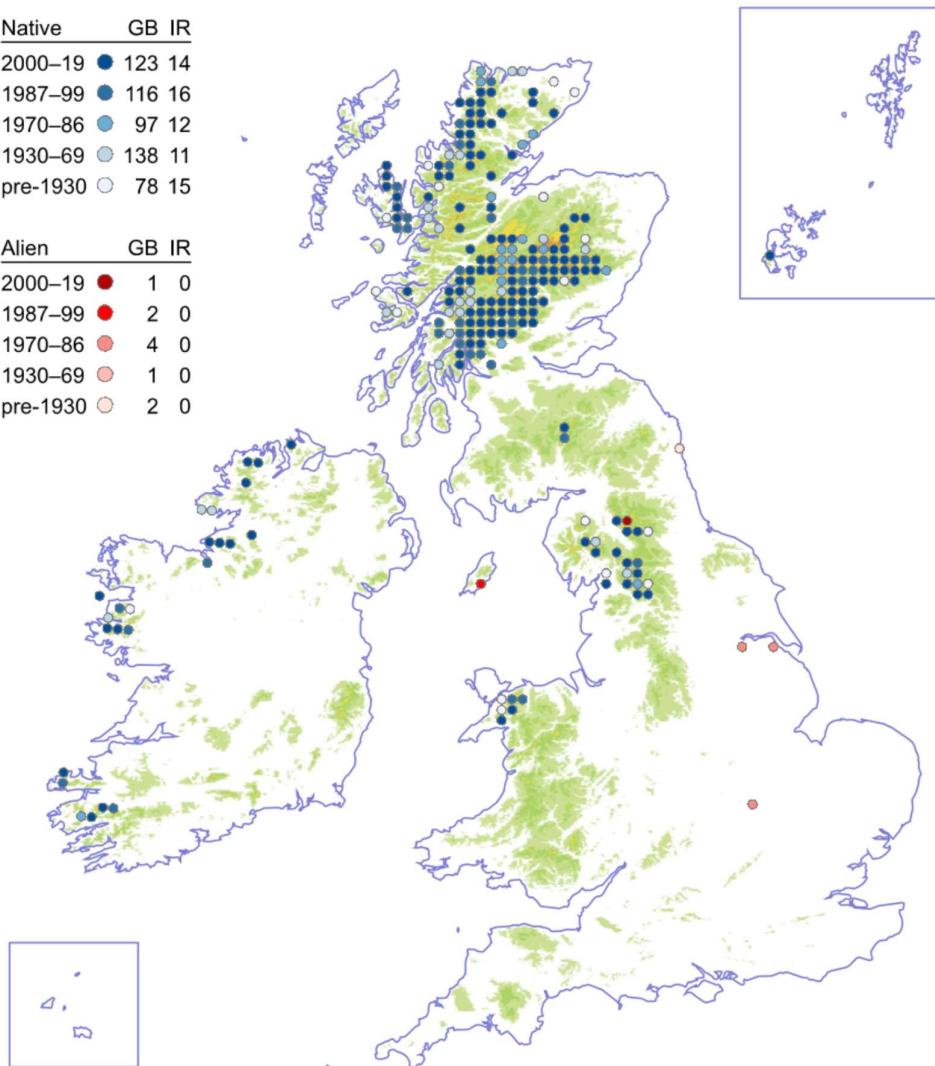 Native GB IR
2000–19 123 14
1987–99 116 16
1970–86 97 12
1930–69 138 11
pre-1930 78 15
Alien GB IR
2000–19 1 0
1987–99 2 0
1970–86 4 0
1930–69 1 0
pre-1930 2 0